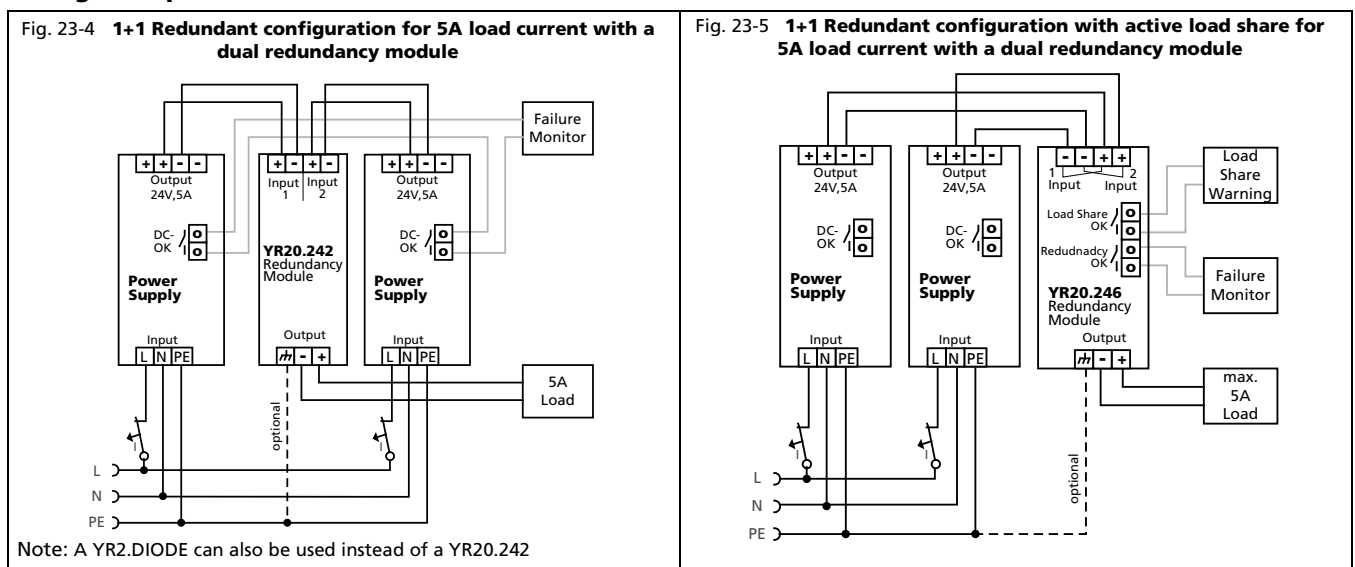 Fig. 23-4 1+1 Redundant configuration for 5A load current with a
dual redundancy module
Failure
Monitor
+ + - -
Output
24V,5A
DC-
OK
Power
Supply
Input
L N PE
+ - + -
Input Input
1 2
YR20.242
Redundancy
Module
Output
- +
+ + - -
Output
24V,5A
DC-
OK
Power
Supply
Input
L N PE
5A
Load
optional
I
I
L
N
PE
Note: A YR2.DIODE can also be used instead of a YR20.242
Fig. 23-5 1+1 Redundant configuration with active load share for
5A load current with a dual redundancy module
+ + - -
Output
24V,5A
DC-
OK
Power
Supply
Input
L N PE
+ + - -
Output
24V,5A
DC-
OK
Power
Supply
Input
L N PE
- - + +
1 2
Input Input
Load Share
OK
Redudnadcy
OK
YR20.246
Redundancy
Module
Output
- +
Load
Share
Warning
Failure
Monitor
max.
5A
Load
optional
I
I
L
N
PE